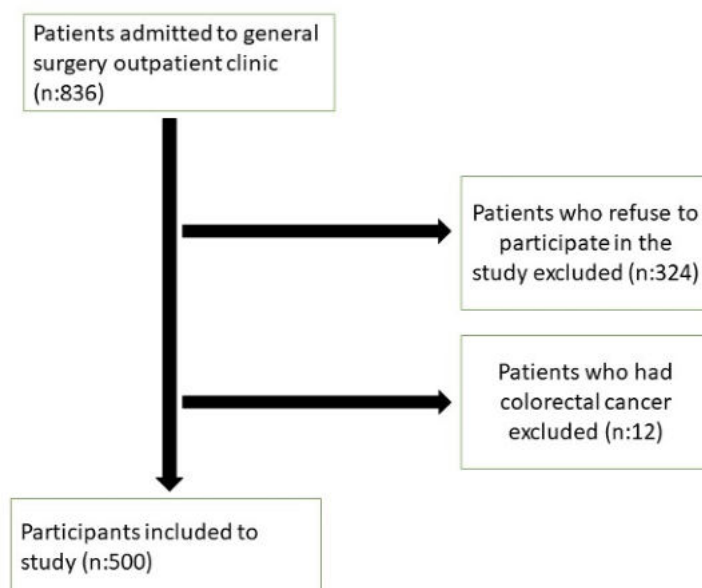 Patients admitted to general
surgery outpatient clinic
(n:836)
Patients who refuse to
participate in the
study excluded (n:324)
Patients who had
colorectal cancer
excluded (n:12)
Participants included to
study (n:500)